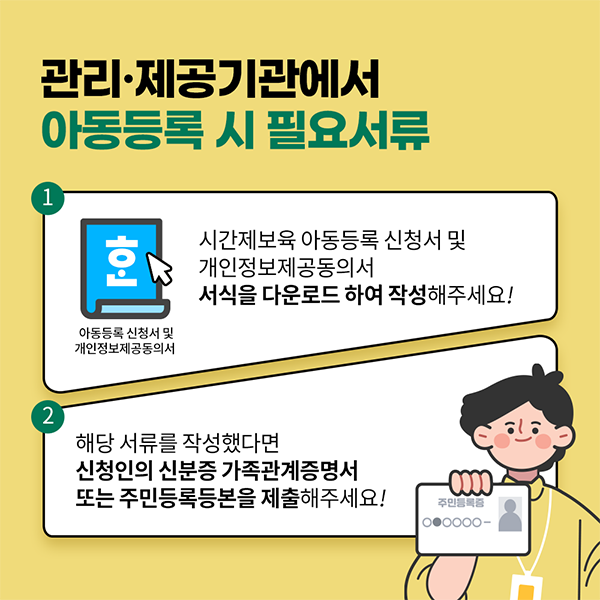 관리·제공기관에서
아동등록 시 필요서류
1
혼
아동등록 신청서 및
개인정보제공동의서
시간제보육 아동등록 신청서 및
개인정보제공동의서
서식을 다운로드 하여 작성해주세요!
2
해당 서류를 작성했다면
신청인의 신분증 가족관계증명서
또는 주민등록등본을 제출해주세요!
주민등록증